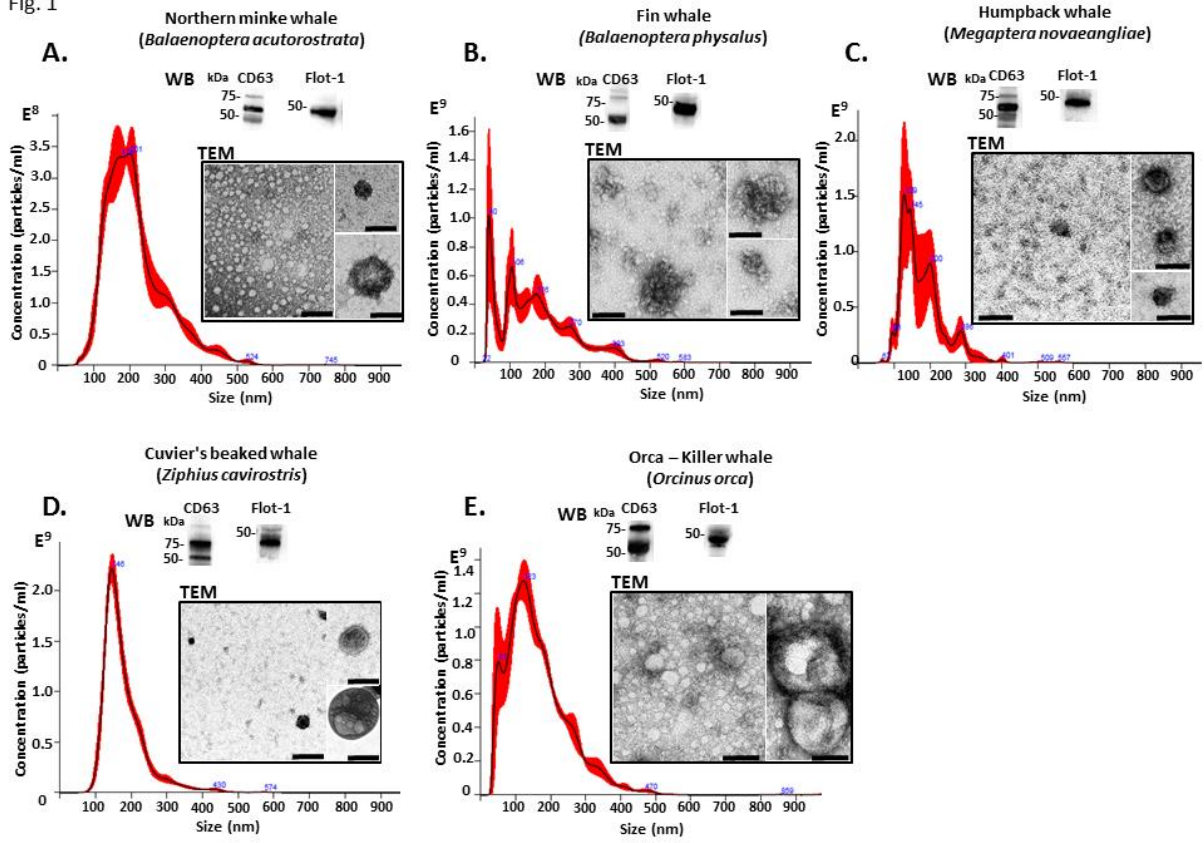 Fig. 1
Northern minke whale
(Balaenoptera acutorostrata)
A.
WB kDa CD63 Flot-1
75-
50-
50-
E8
Concentration (particles/ml)
3.5
3.0
2.5
2.0
1.5
1.0
0.5
0
TEM
524
745
100 200 300 400 500 600 700 800 900
Size (nm)
Fin whale
(Balaenoptera physalus)
B.
WB kDa CD63 Flot-1
75-
50-
50-
E9
Concentration (particles/ml)
1.6
1.4
1.2
1.0
0.8
0.6
0.4
0.2
0
TEM
520 583
100 200 300 400 500 600 700 800 900
Size (nm)
Humpback whale
(Megaptera novaeangliae)
C.
WB kDa CD63 Flot-1
75-
50-
50-
E9
Concentration (particles/ml)
2.0
1.5
1.0
0.5
0
TEM
401 509 567
100 200 300 400 500 600 700 800 900
Size (nm)
Cuvier's beaked whale
(Ziphius cavirostris)
D.
WB kDa CD63 Flot-1
75-
50-
50-
E9
Concentration (particles/ml)
2.0
1.5
1.0
0.5
0
TEM
430 574
100 200 300 400 500 600 700 800 900
Size (nm)
Orca – Killer whale
(Orcinus orca)
E.
WB kDa CD63 Flot-1
75-
50-
50-
E9
Concentration (particles/ml)
1.4
1.2
1.0
0.8
0.6
0.4
0.2
0
TEM
470
859
100 200 300 400 500 600 700 800 900
Size (nm)